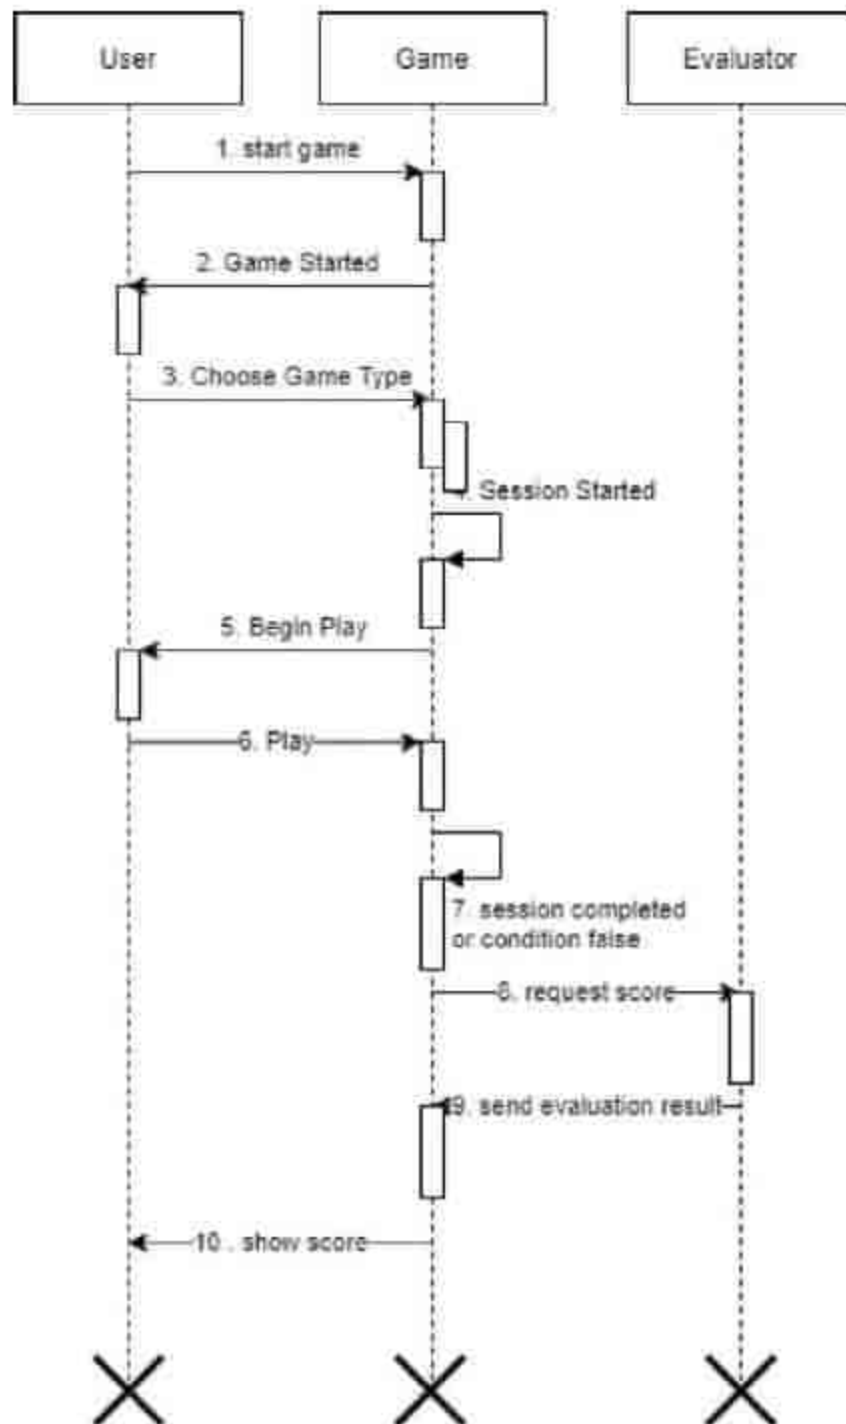 User
Game
Evaluator
1. start game
2. Game Started
3. Choose Game Type
. Session Started
5. Begin Play
6. Play
7. session completed
or condition false
8. request score
9. send evaluation result
10 . show score